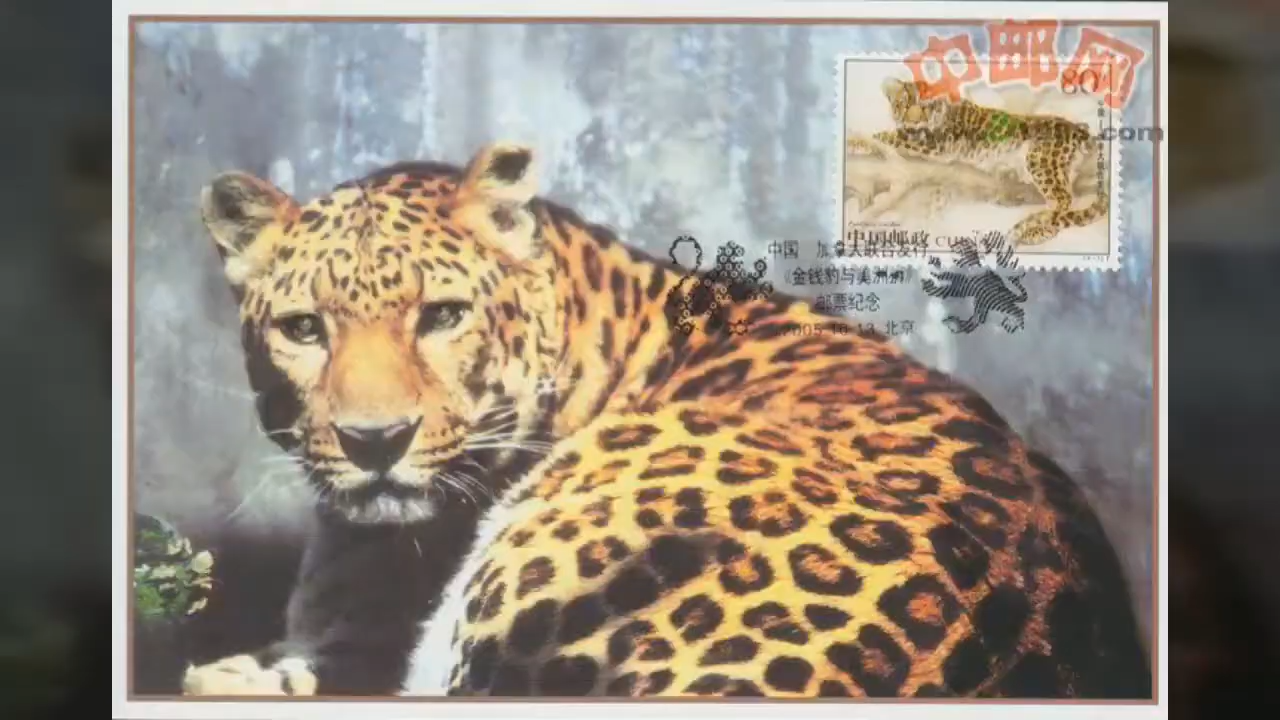 中邮网
80分
中国邮政 CHINA
中国 加拿大联合发行
《金钱豹与美洲狮》
邮票纪念
2005.10.13 北京